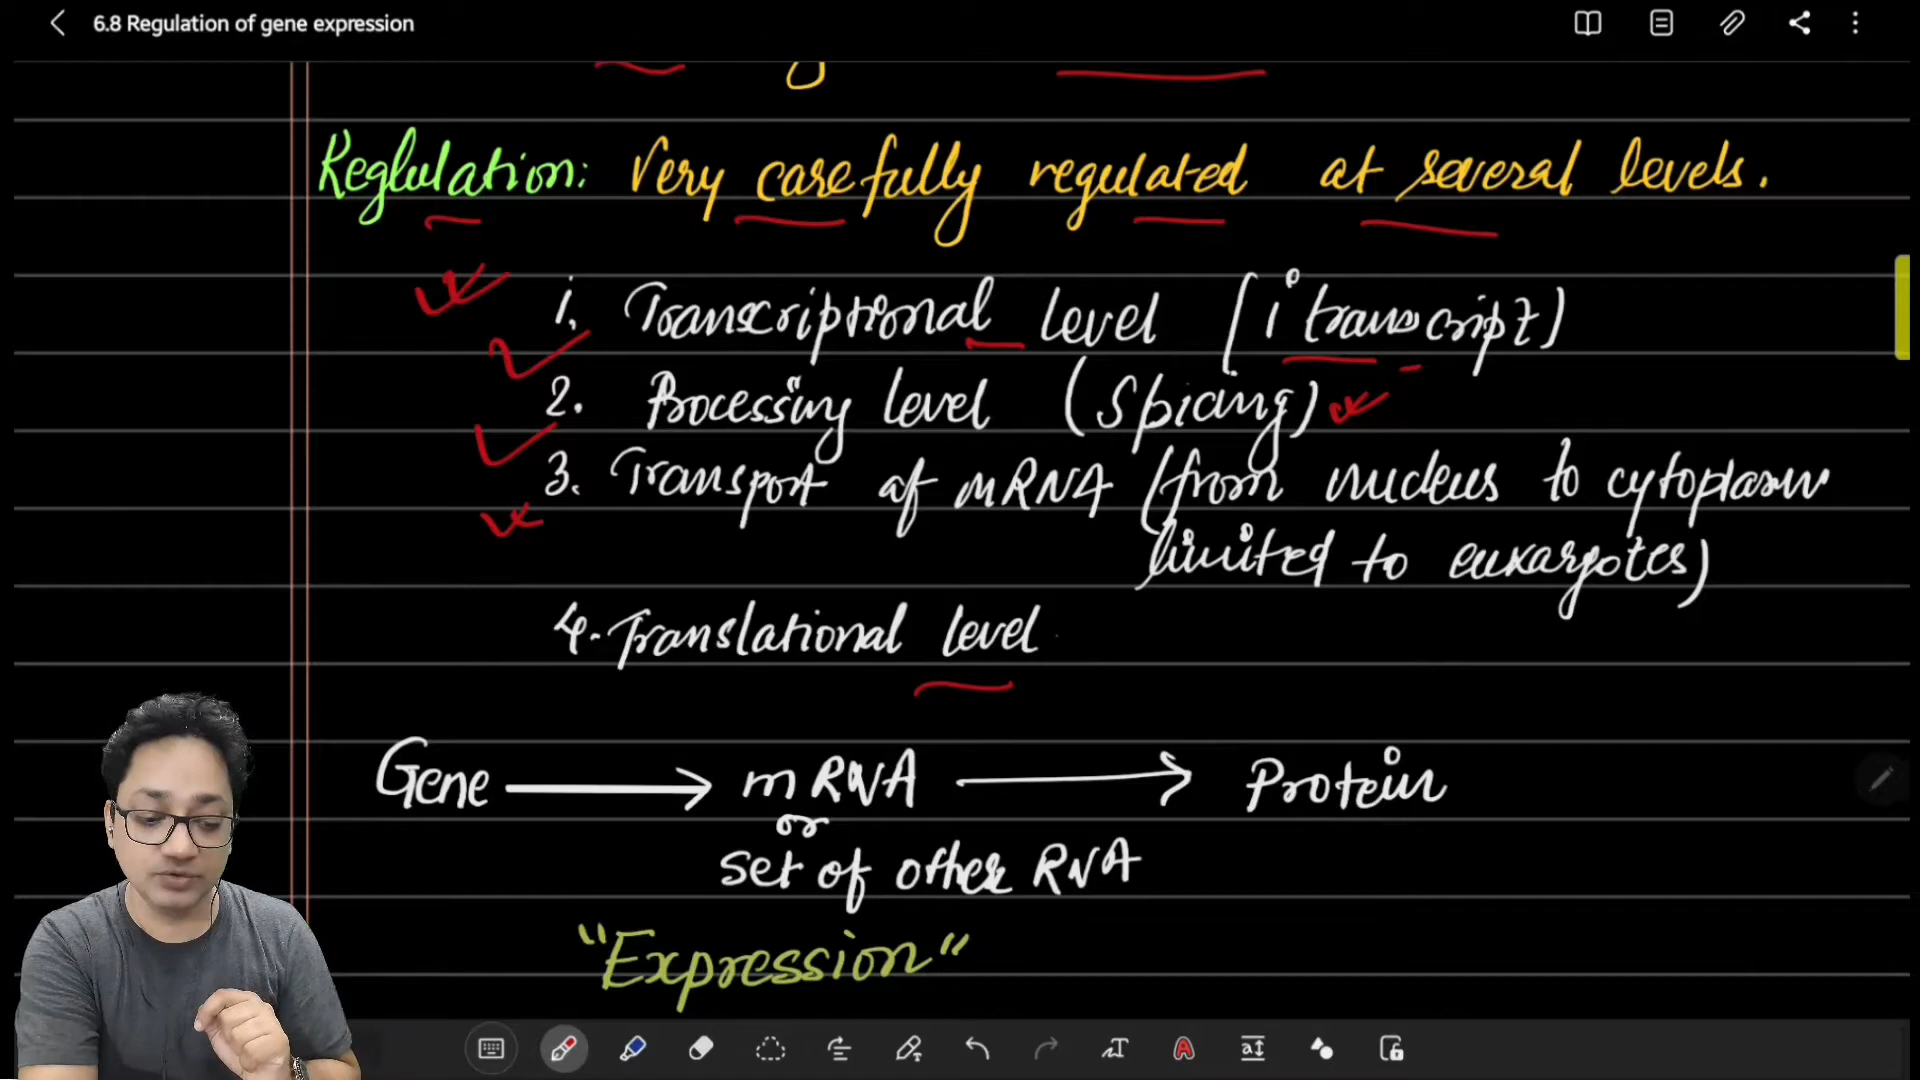 6.8 Regulation of gene expression
Reglulation: Very carefully regulated at several levels.
1. Transcriptional level [1° transcript]
2. Processing level (Spicing)
3. Transport of mRNA (from nucleus to cytoplasm
limited to eukaryotes)
4. Translational level
Gene → mRNA → Protein
or
set of other RNA
"Expression"